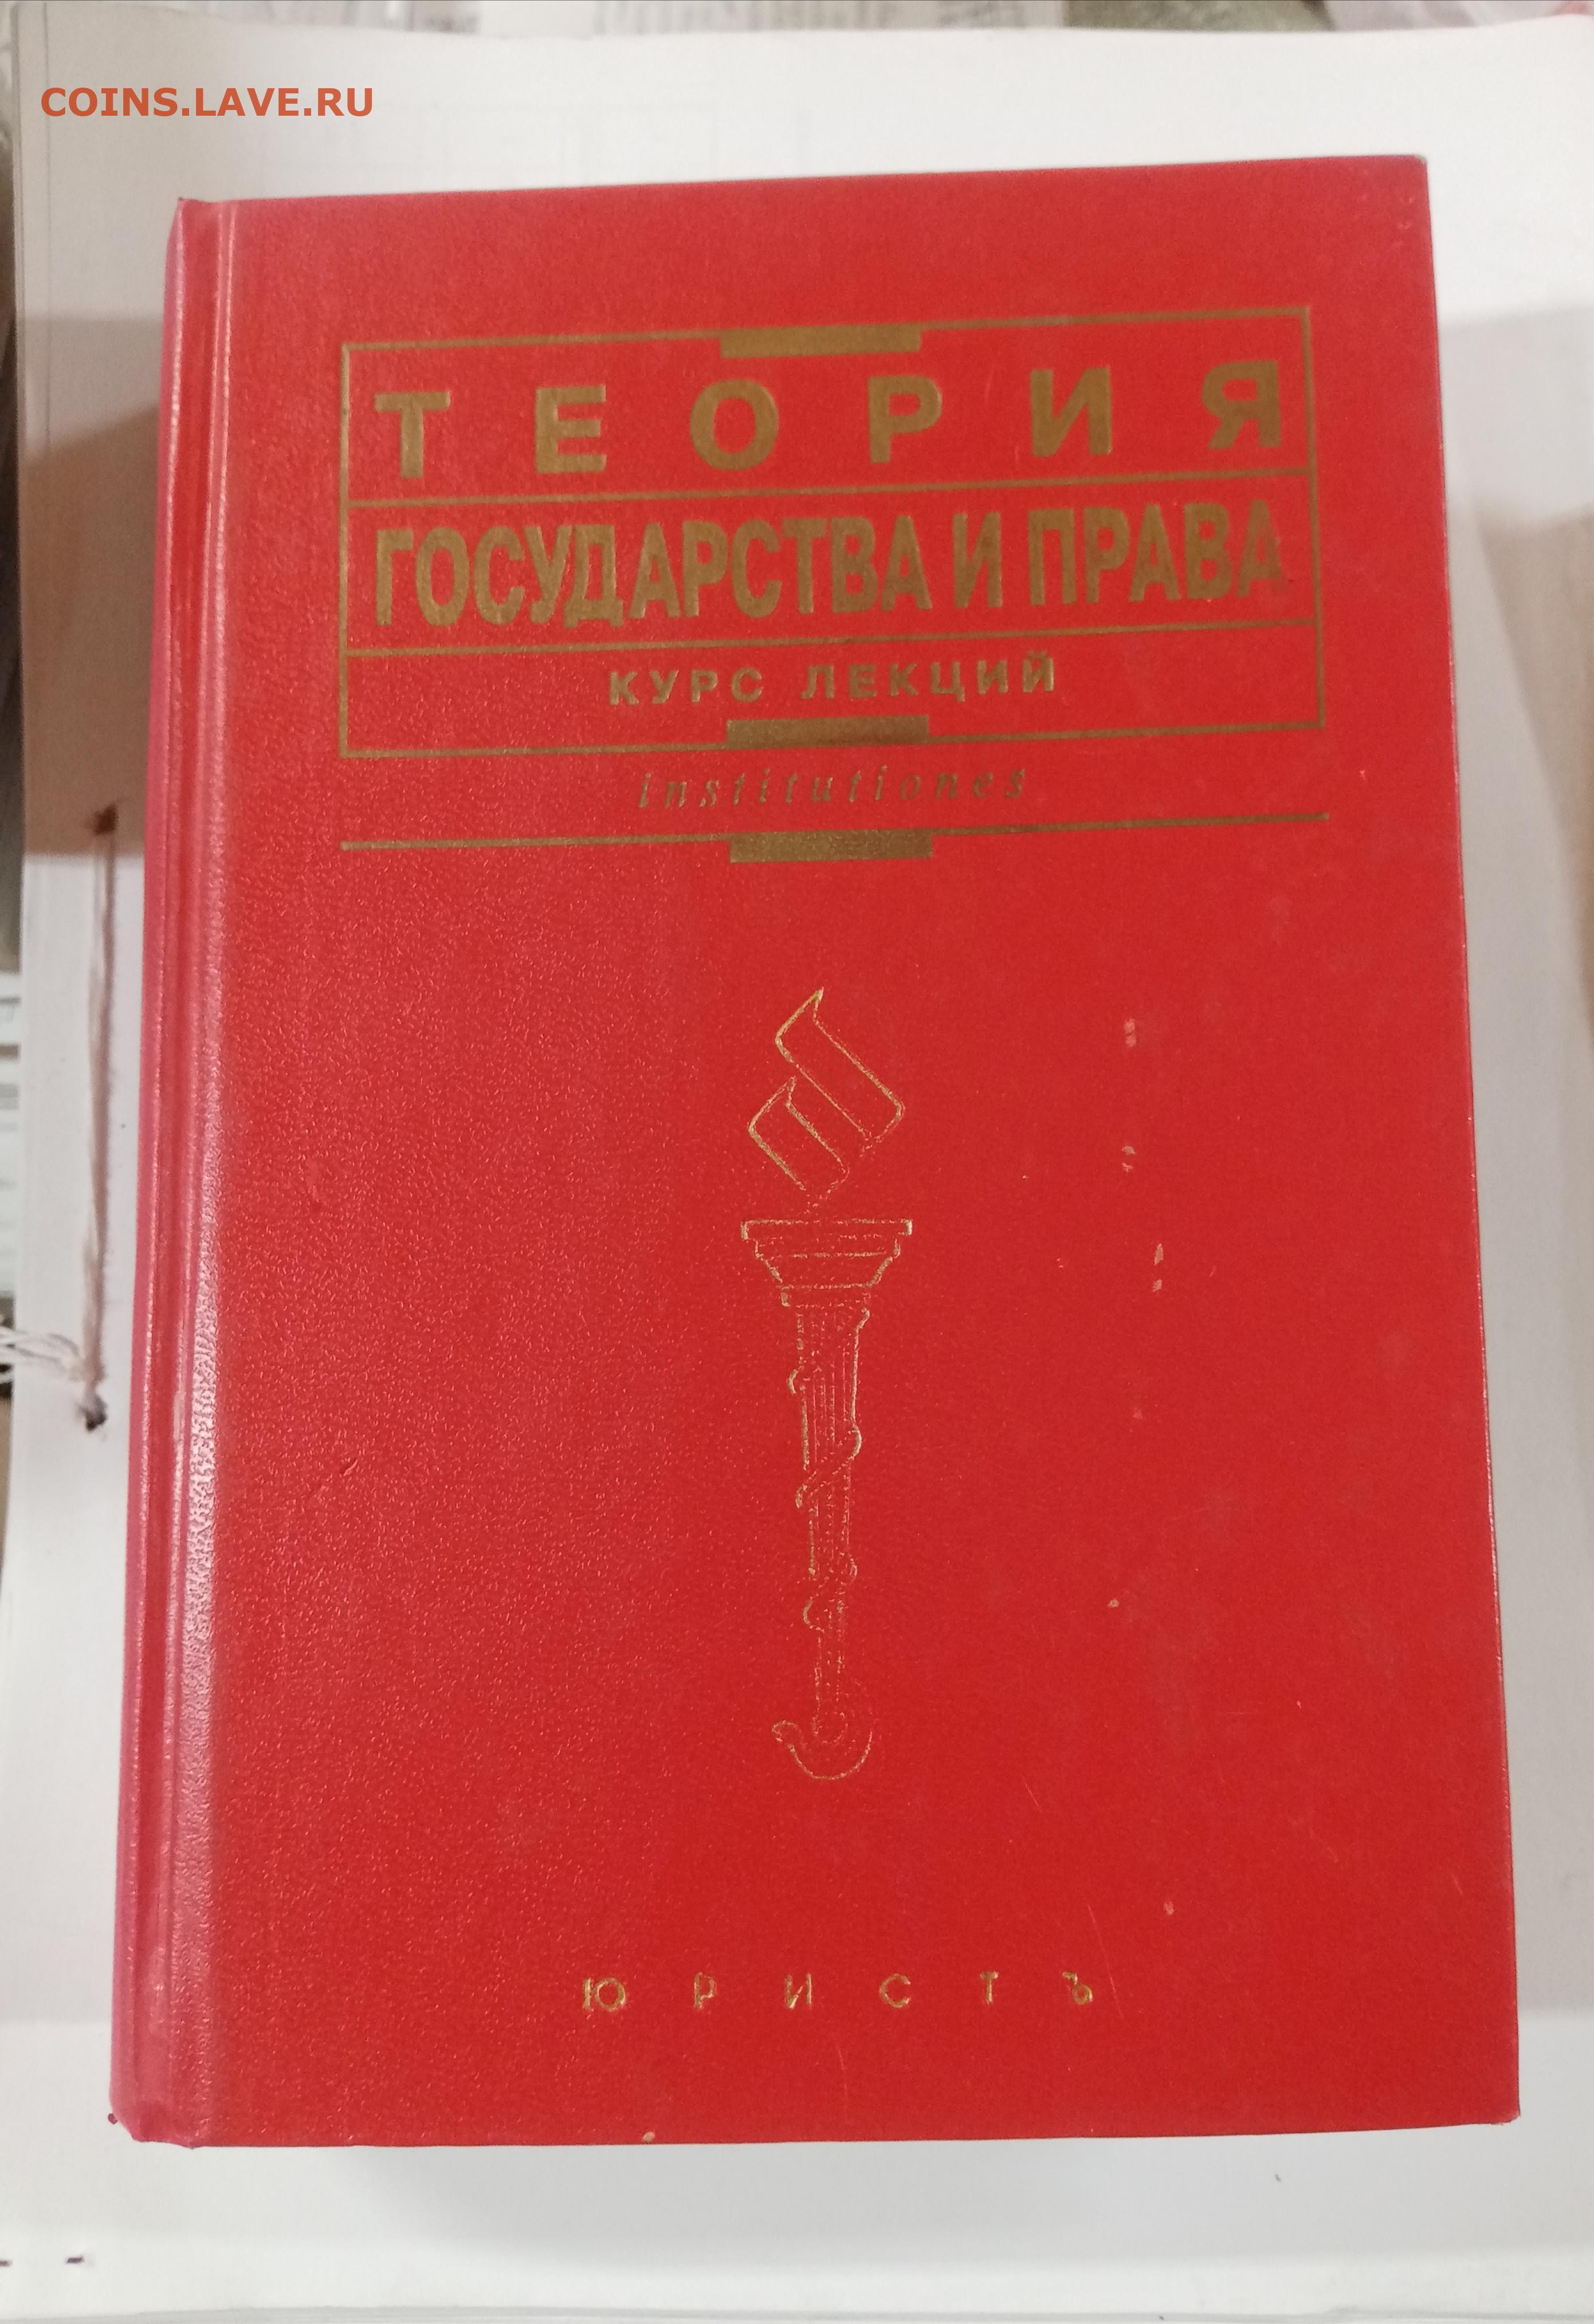 COINS.LAVE.RU
ТЕОРИЯ
ГОСУДАРСТВА И ПРАВА
КУРС ЛЕКЦИЙ
institutiones
ЮРИСТЪ